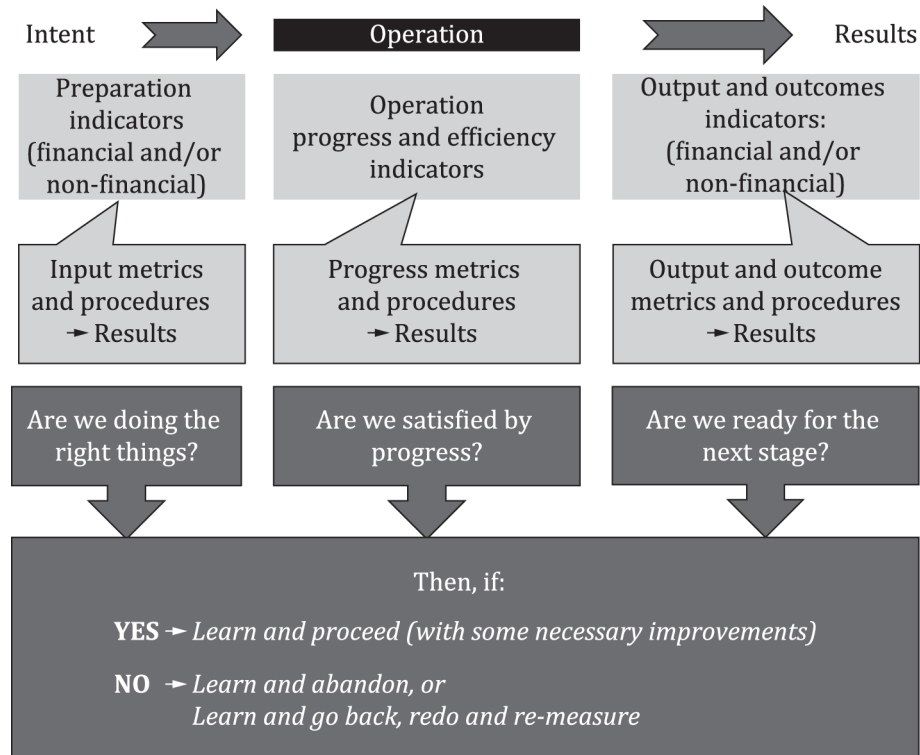 Intent
Operation
Results
Preparation
indicators
(financial and/or
non-financial)
Operation
progress and efficiency
indicators
Output and outcomes
indicators:
(financial and/or
non-financial)
Input metrics
and procedures
→ Results
Progress metrics
and procedures
→ Results
Output and outcome
metrics and procedures
→ Results
Are we doing the
right things?
Are we satisfied by
progress?
Are we ready for the
next stage?
Then, if:
YES → Learn and proceed (with some necessary improvements)
NO → Learn and abandon, or
Learn and go back, redo and re-measure